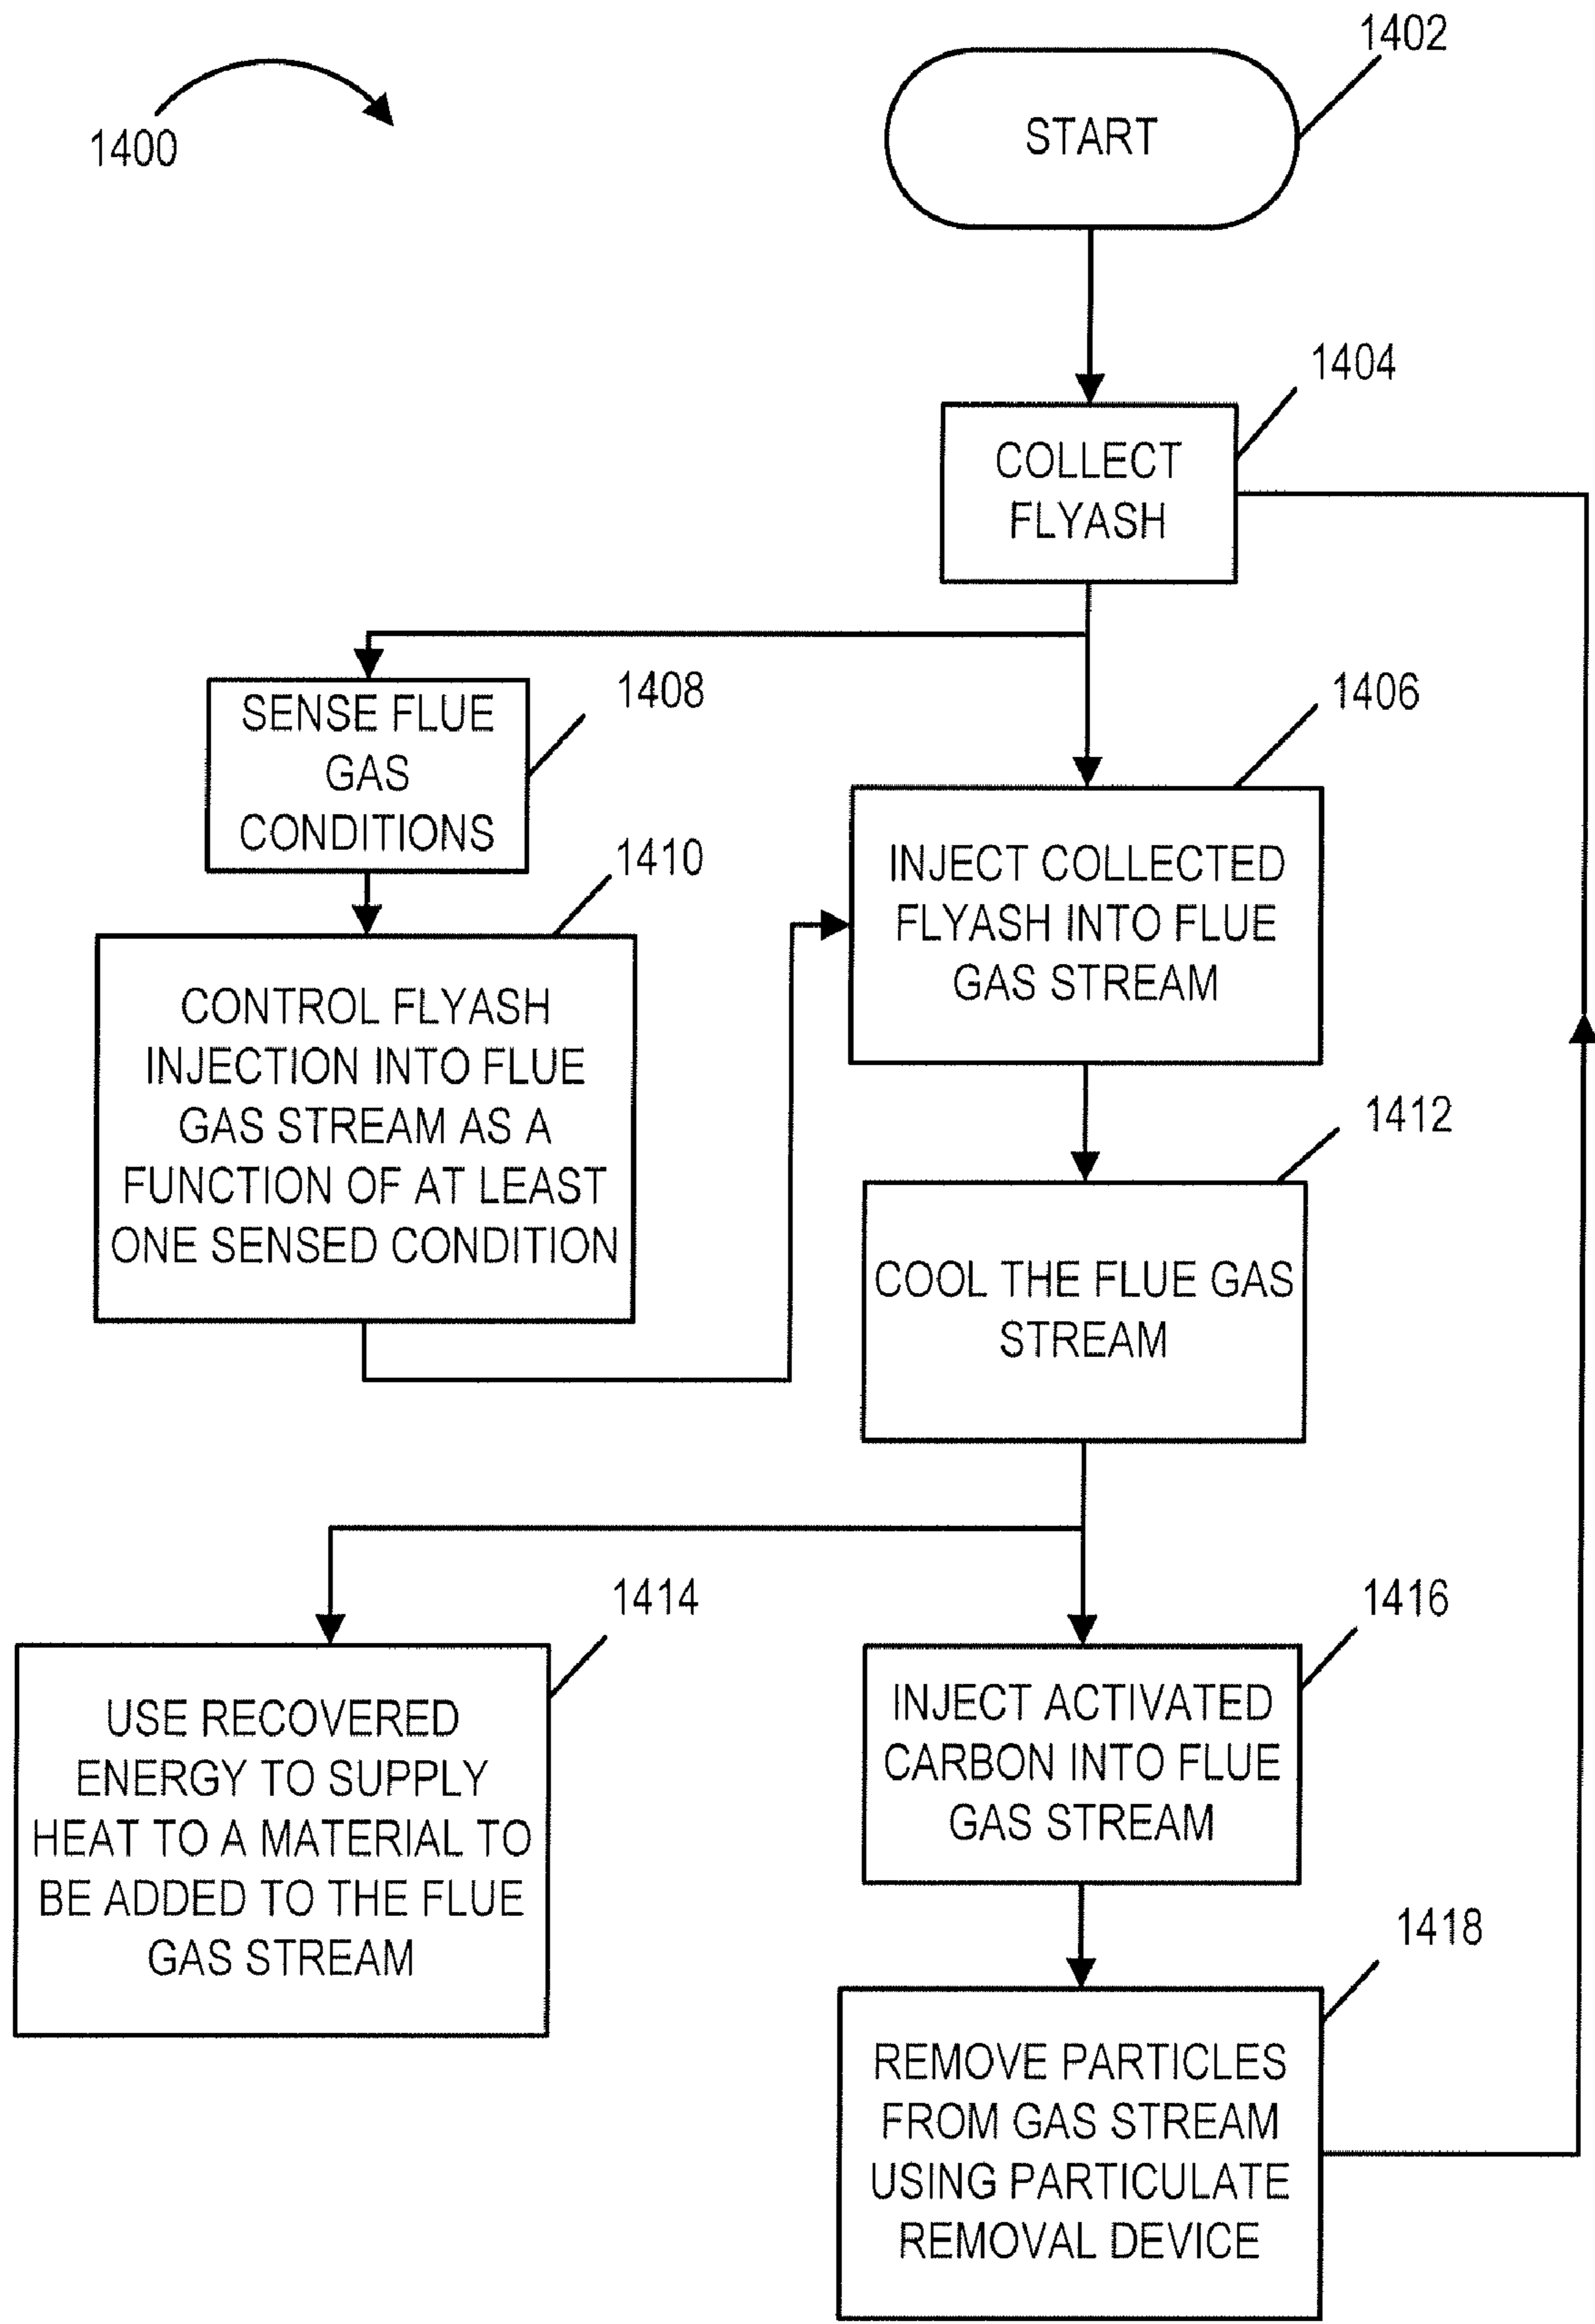 1400
1402
START
1404
COLLECT
FLYASH
1408
SENSE FLUE
GAS
CONDITIONS
1406
INJECT COLLECTED
FLYASH INTO FLUE
GAS STREAM
1410
CONTROL FLYASH
INJECTION INTO FLUE
GAS STREAM AS A
FUNCTION OF AT LEAST
ONE SENSED CONDITION
1412
COOL THE FLUE GAS
STREAM
1414
USE RECOVERED
ENERGY TO SUPPLY
HEAT TO A MATERIAL TO
BE ADDED TO THE FLUE
GAS STREAM
1416
INJECT ACTIVATED
CARBON INTO FLUE
GAS STREAM
1418
REMOVE PARTICLES
FROM GAS STREAM
USING PARTICULATE
REMOVAL DEVICE